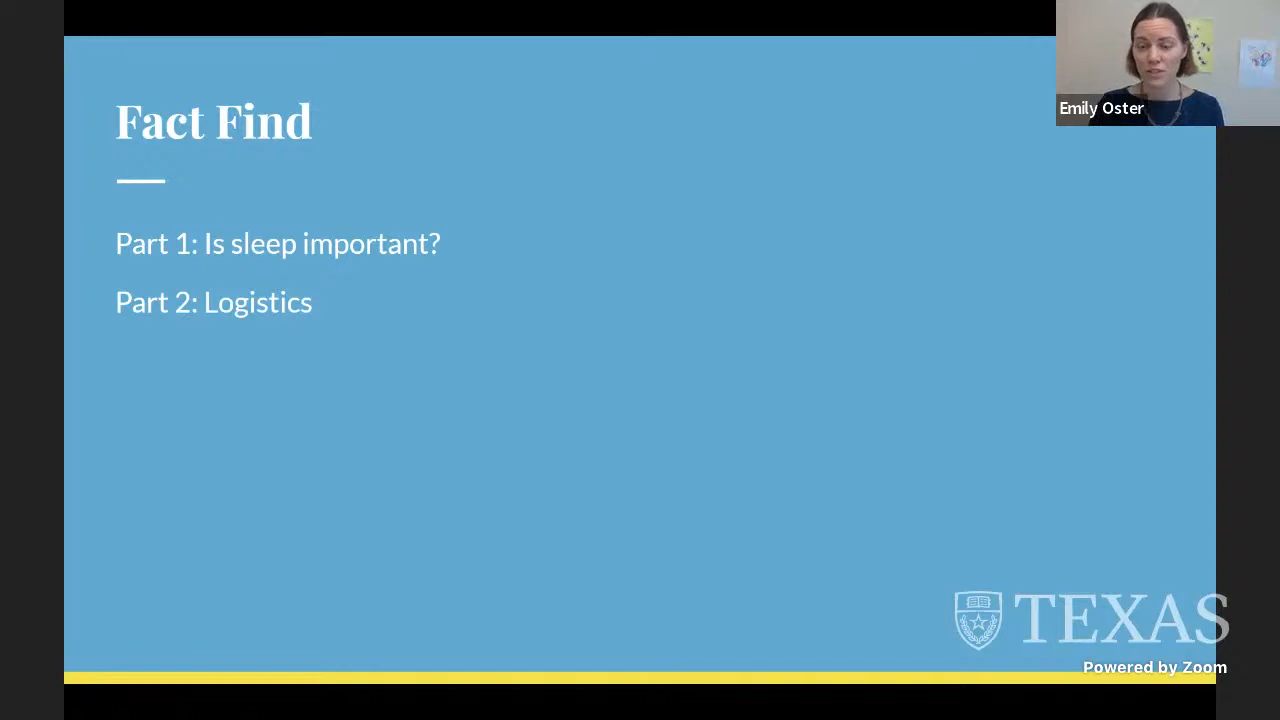 Fact Find
Emily Oster
Part 1: Is sleep important?
Part 2: Logistics
TEXAS
Powered by Zoom